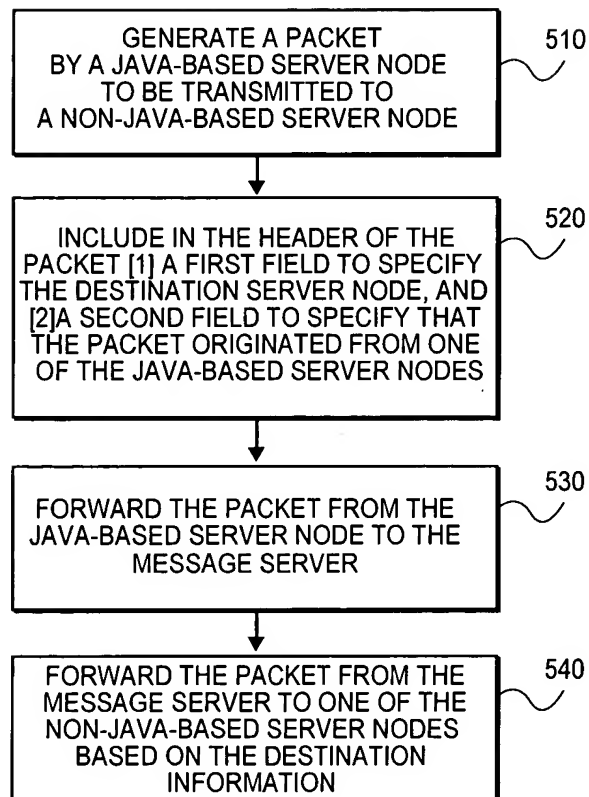 GENERATE A PACKET
BY A JAVA-BASED SERVER NODE
TO BE TRANSMITTED TO
A NON-JAVA-BASED SERVER NODE
510
INCLUDE IN THE HEADER OF THE
PACKET [1] A FIRST FIELD TO SPECIFY
THE DESTINATION SERVER NODE, AND
[2]A SECOND FIELD TO SPECIFY THAT
THE PACKET ORIGINATED FROM ONE
OF THE JAVA-BASED SERVER NODES
520
FORWARD THE PACKET FROM THE
JAVA-BASED SERVER NODE TO THE
MESSAGE SERVER
530
FORWARD THE PACKET FROM THE
MESSAGE SERVER TO ONE OF THE
NON-JAVA-BASED SERVER NODES
BASED ON THE DESTINATION
INFORMATION
540